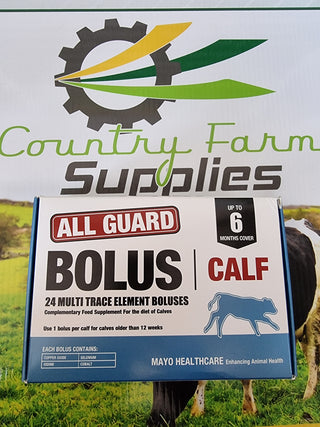 Country Farm
Supplies
ALL GUARD
UP TO
6
MONTHS COVER
BOLUS | CALF
24 MULTI TRACE ELEMENT BOLUSES
Complementary Food Supplement For the diet of Calves
Use 1 bolus per calf for calves older than 12 weeks
EACH BOLUS CONTAINS:
COPPER OXIDE SELENIUM
IODINE COBALT
MAYO HEALTHCARE Enhancing Animal Health